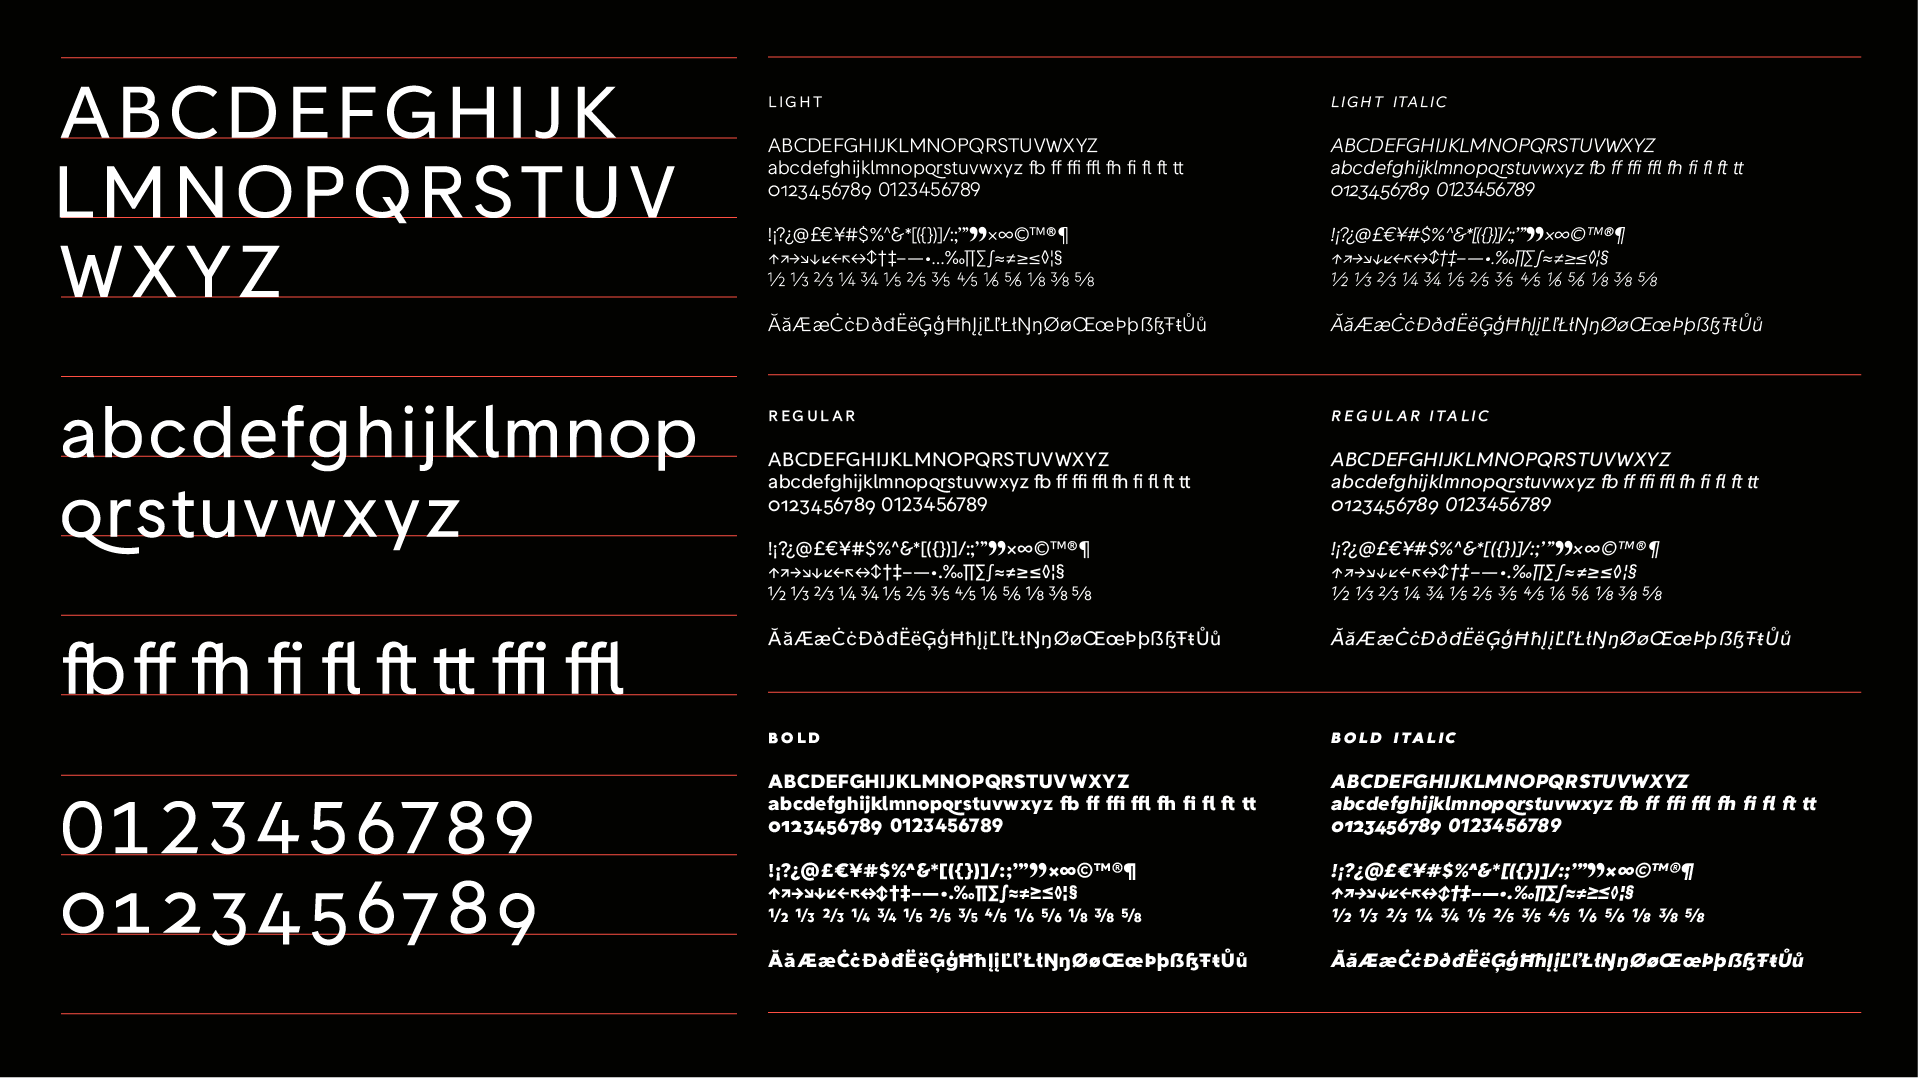 ABCDEFGHIJK
LMNOPQRSTUV
WXYZ
abcdefghijklmnop
qrstuvwxyz
fb ff fh fi fl ft tt ffi ffl
0123456789
0123456789
LIGHT
ABCDEFGHIJKLMNOPQRSTUVWXYZ
abcdefghijklmnopqrstuvwxyz fb ff ffi ffl fh fi fl ft tt
0123456789 0123456789
!¡?¿@£€¥#$%^&*[({})]/:;’”❞×∞©™®¶
↑↗→↘↓↙←↖↔↕†‡–—•…‰∏∑∫≈≠≥≤◊¦§
½ ⅓ ⅔ ¼ ¾ ⅕ ⅖ ⅗ ⅘ ⅙ ⅚ ⅛ ⅜ ⅝
ĂăÆæĊċÐðđËëĢģĦħĮįĽľŁłŊŋØøŒœÞþßŧŦŧŮů
LIGHT ITALIC
ABCDEFGHIJKLMNOPQRSTUVWXYZ
abcdefghijklmnopqrstuvwxyz fb ff ffi ffl fh fi fl ft tt
0123456789 0123456789
!¡?¿@£€¥#$%^&*[({})]/:;’”❞×∞©™®¶
↑↗→↘↓↙←↖↔↕†‡–—•.‰∏∑∫≈≠≥≤◊¦§
½ ⅓ ⅔ ¼ ¾ ⅕ ⅖ ⅗ ⅘ ⅙ ⅚ ⅛ ⅜ ⅝
ĂăÆæĊċÐðđËëĢģĦħĮįĽľŁłŊŋØøŒœÞþßŧŦŧŮů
REGULAR
ABCDEFGHIJKLMNOPQRSTUVWXYZ
abcdefghijklmnopqrstuvwxyz fb ff ffi ffl fh fi fl ft tt
0123456789 0123456789
!¡?¿@£€¥#$%^&*[({})]/:;’”❞×∞©™®¶
↑↗→↘↓↙←↖↔↕†‡–—•.‰∏∑∫≈≠≥≤◊¦§
½ ⅓ ⅔ ¼ ¾ ⅕ ⅖ ⅗ ⅘ ⅙ ⅚ ⅛ ⅜ ⅝
ĂăÆæĊċÐðđËëĢģĦħĮįĽľŁłŊŋØøŒœÞþßŧŦŧŮů
REGULAR ITALIC
ABCDEFGHIJKLMNOPQRSTUVWXYZ
abcdefghijklmnopqrstuvwxyz fb ff ffi ffl fh fi fl ft tt
0123456789 0123456789
!¡?¿@£€¥#$%^&*[({})]/:;’”❞×∞©™®¶
↑↗→↘↓↙←↖↔↕†‡–—•.‰∏∑∫≈≠≥≤◊¦§
½ ⅓ ⅔ ¼ ¾ ⅕ ⅖ ⅗ ⅘ ⅙ ⅚ ⅛ ⅜ ⅝
ĂăÆæĊċÐðđËëĢģĦħĮįĽľŁłŊŋØøŒœÞþßŧŦŧŮů
BOLD
ABCDEFGHIJKLMNOPQRSTUVWXYZ
abcdefghijklmnopqrstuvwxyz fb ff ffi ffl fh fi fl ft tt
0123456789 0123456789
!¡?¿@£€¥#$%^&*[({})]/:;’”❞×∞©™®¶
↑↗→↘↓↙←↖↔↕†‡–—•.‰∏∑∫≈≠≥≤◊¦§
½ ⅓ ⅔ ¼ ¾ ⅕ ⅖ ⅗ ⅘ ⅙ ⅚ ⅛ ⅜ ⅝
ĂăÆæĊċÐðđËëĢģĦħĮįĽľŁłŊŋØøŒœÞþßŧŦŧŮů
BOLD ITALIC
ABCDEFGHIJKLMNOPQRSTUVWXYZ
abcdefghijklmnopqrstuvwxyz fb ff ffi ffl fh fi fl ft tt
0123456789 0123456789
!¡?¿@£€¥#$%^&*[({})]/:;’”❞×∞©™®¶
↑↗→↘↓↙←↖↔↕†‡–—•.‰∏∑∫≈≠≥≤◊¦§
½ ⅓ ⅔ ¼ ¾ ⅕ ⅖ ⅗ ⅘ ⅙ ⅚ ⅛ ⅜ ⅝
ĂăÆæĊċÐðđËëĢģĦħĮįĽľŁłŊŋØøŒœÞþßŧŦŧŮů